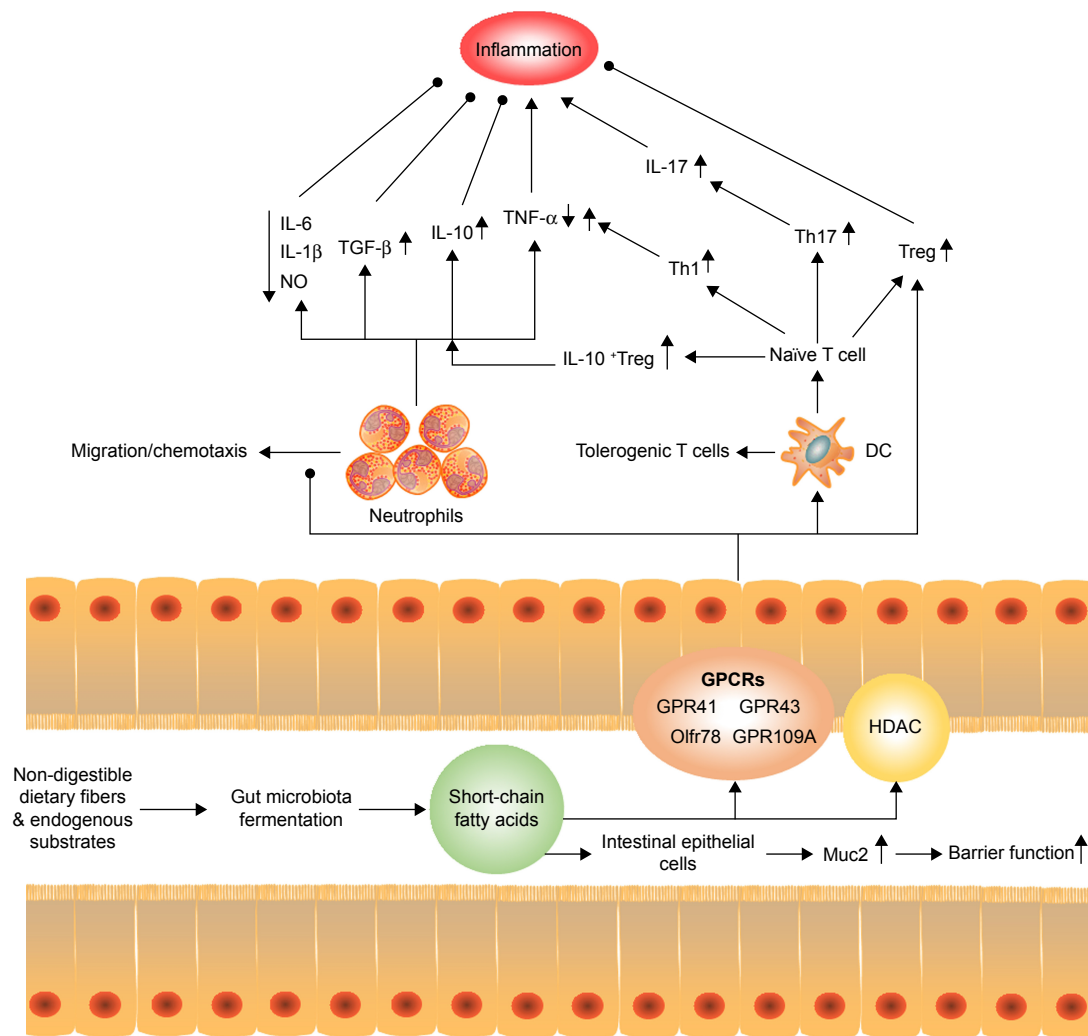 Inflammation
IL-17
IL-6
IL-1β
NO
TGF-β
IL-10
TNF-α
Th1
Th17
Treg
IL-10 ⁺Treg
Naïve T cell
Migration/chemotaxis
Neutrophils
Tolerogenic T cells
DC
GPCRs
GPR41 GPR43
Olfr78 GPR109A
HDAC
Non-digestible
dietary fibers
& endogenous
substrates
Gut microbiota
fermentation
Short-chain
fatty acids
Intestinal epithelial
cells
Muc2
Barrier function